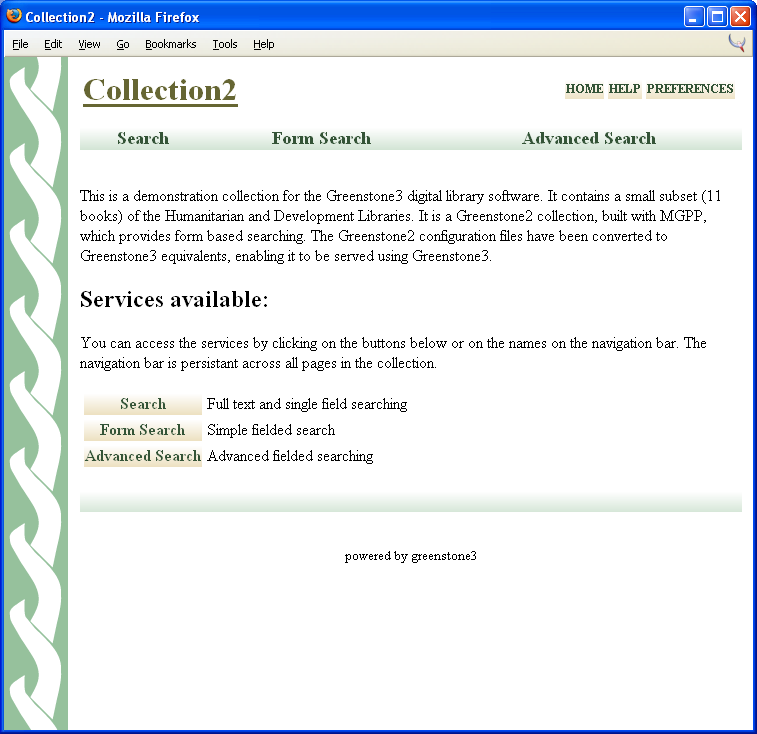 Collection2 - Mozilla Firefox
File Edit View Go Bookmarks Tools Help
Collection2
HOME HELP PREFERENCES
Search Form Search Advanced Search
This is a demonstration collection for the Greenstone3 digital library software. It contains a small subset (11
books) of the Humanitarian and Development Libraries. It is a Greenstone2 collection, built with MGPP,
which provides form based searching. The Greenstone2 configuration files have been converted to
Greenstone3 equivalents, enabling it to be served using Greenstone3.
Services available:
You can access the services by clicking on the buttons below or on the names on the navigation bar. The
navigation bar is persistant across all pages in the collection.
Search Full text and single field searching
Form Search Simple fielded search
Advanced Search Advanced fielded searching
powered by greenstone3